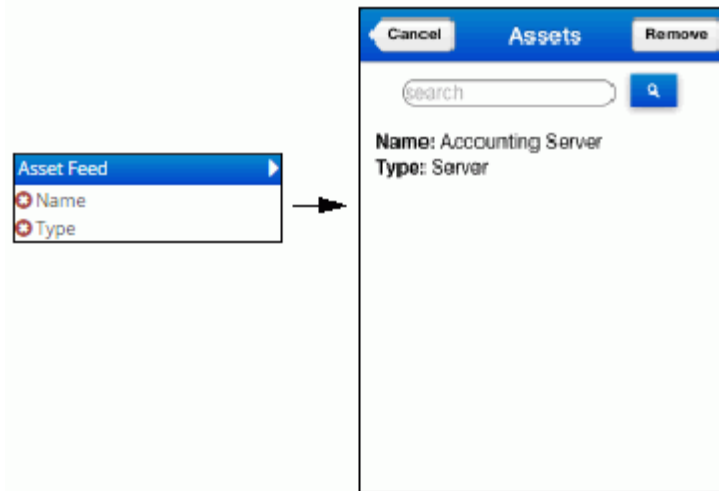 Asset Feed
Name
Type
Cancel
Assets
Remove
search
Name: Accounting Server
Type: Server